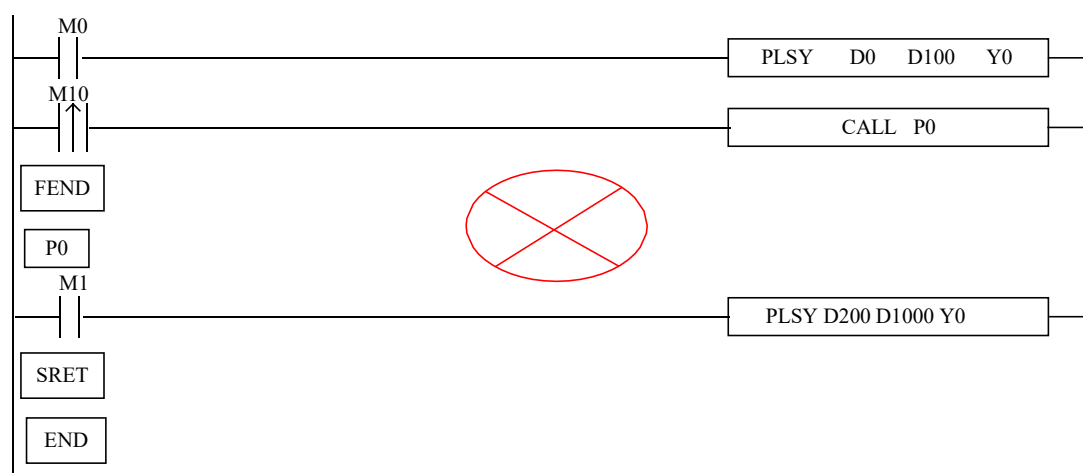 M0
PLSY D0 D100 Y0
M10
CALL P0
FEND
P0
M1
PLSY D200 D1000 Y0
SRET
END